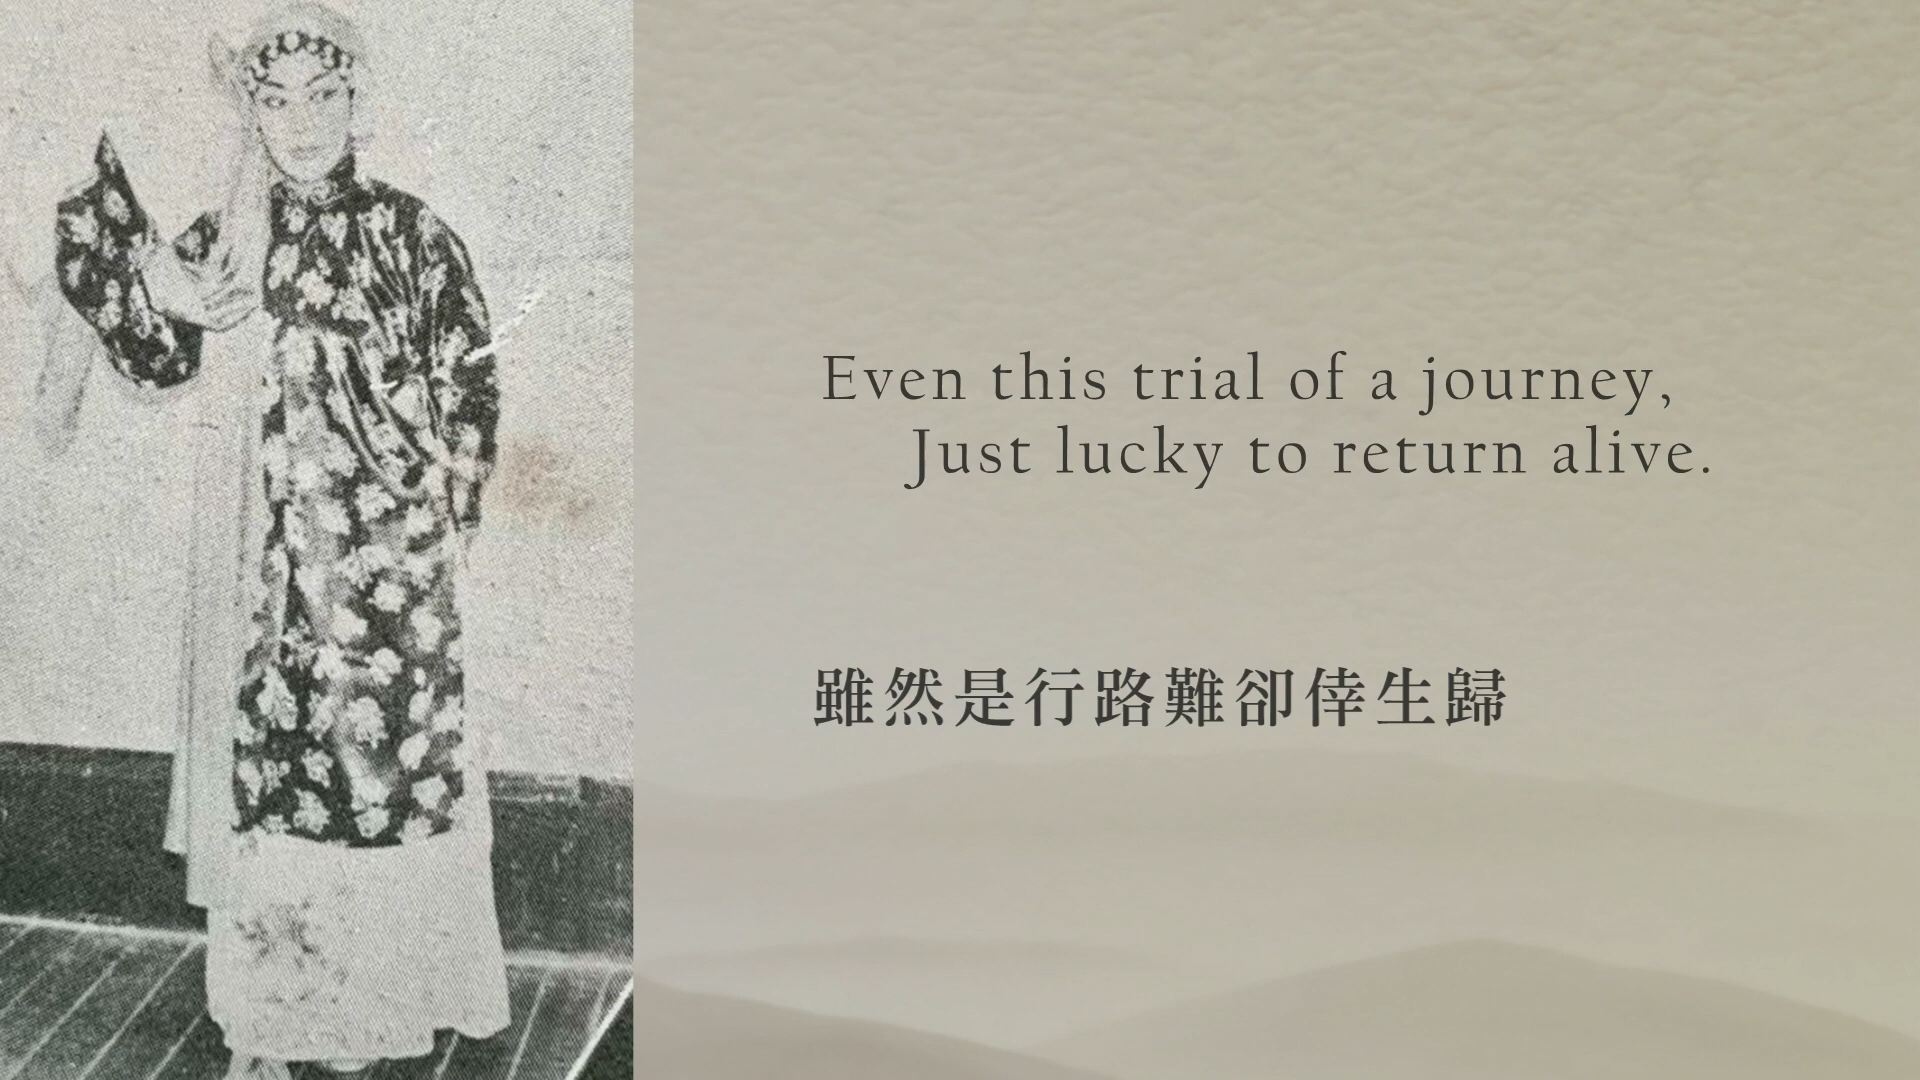 Even this trial of a journey,
Just lucky to return alive.
雖然是行路難卻倖生歸